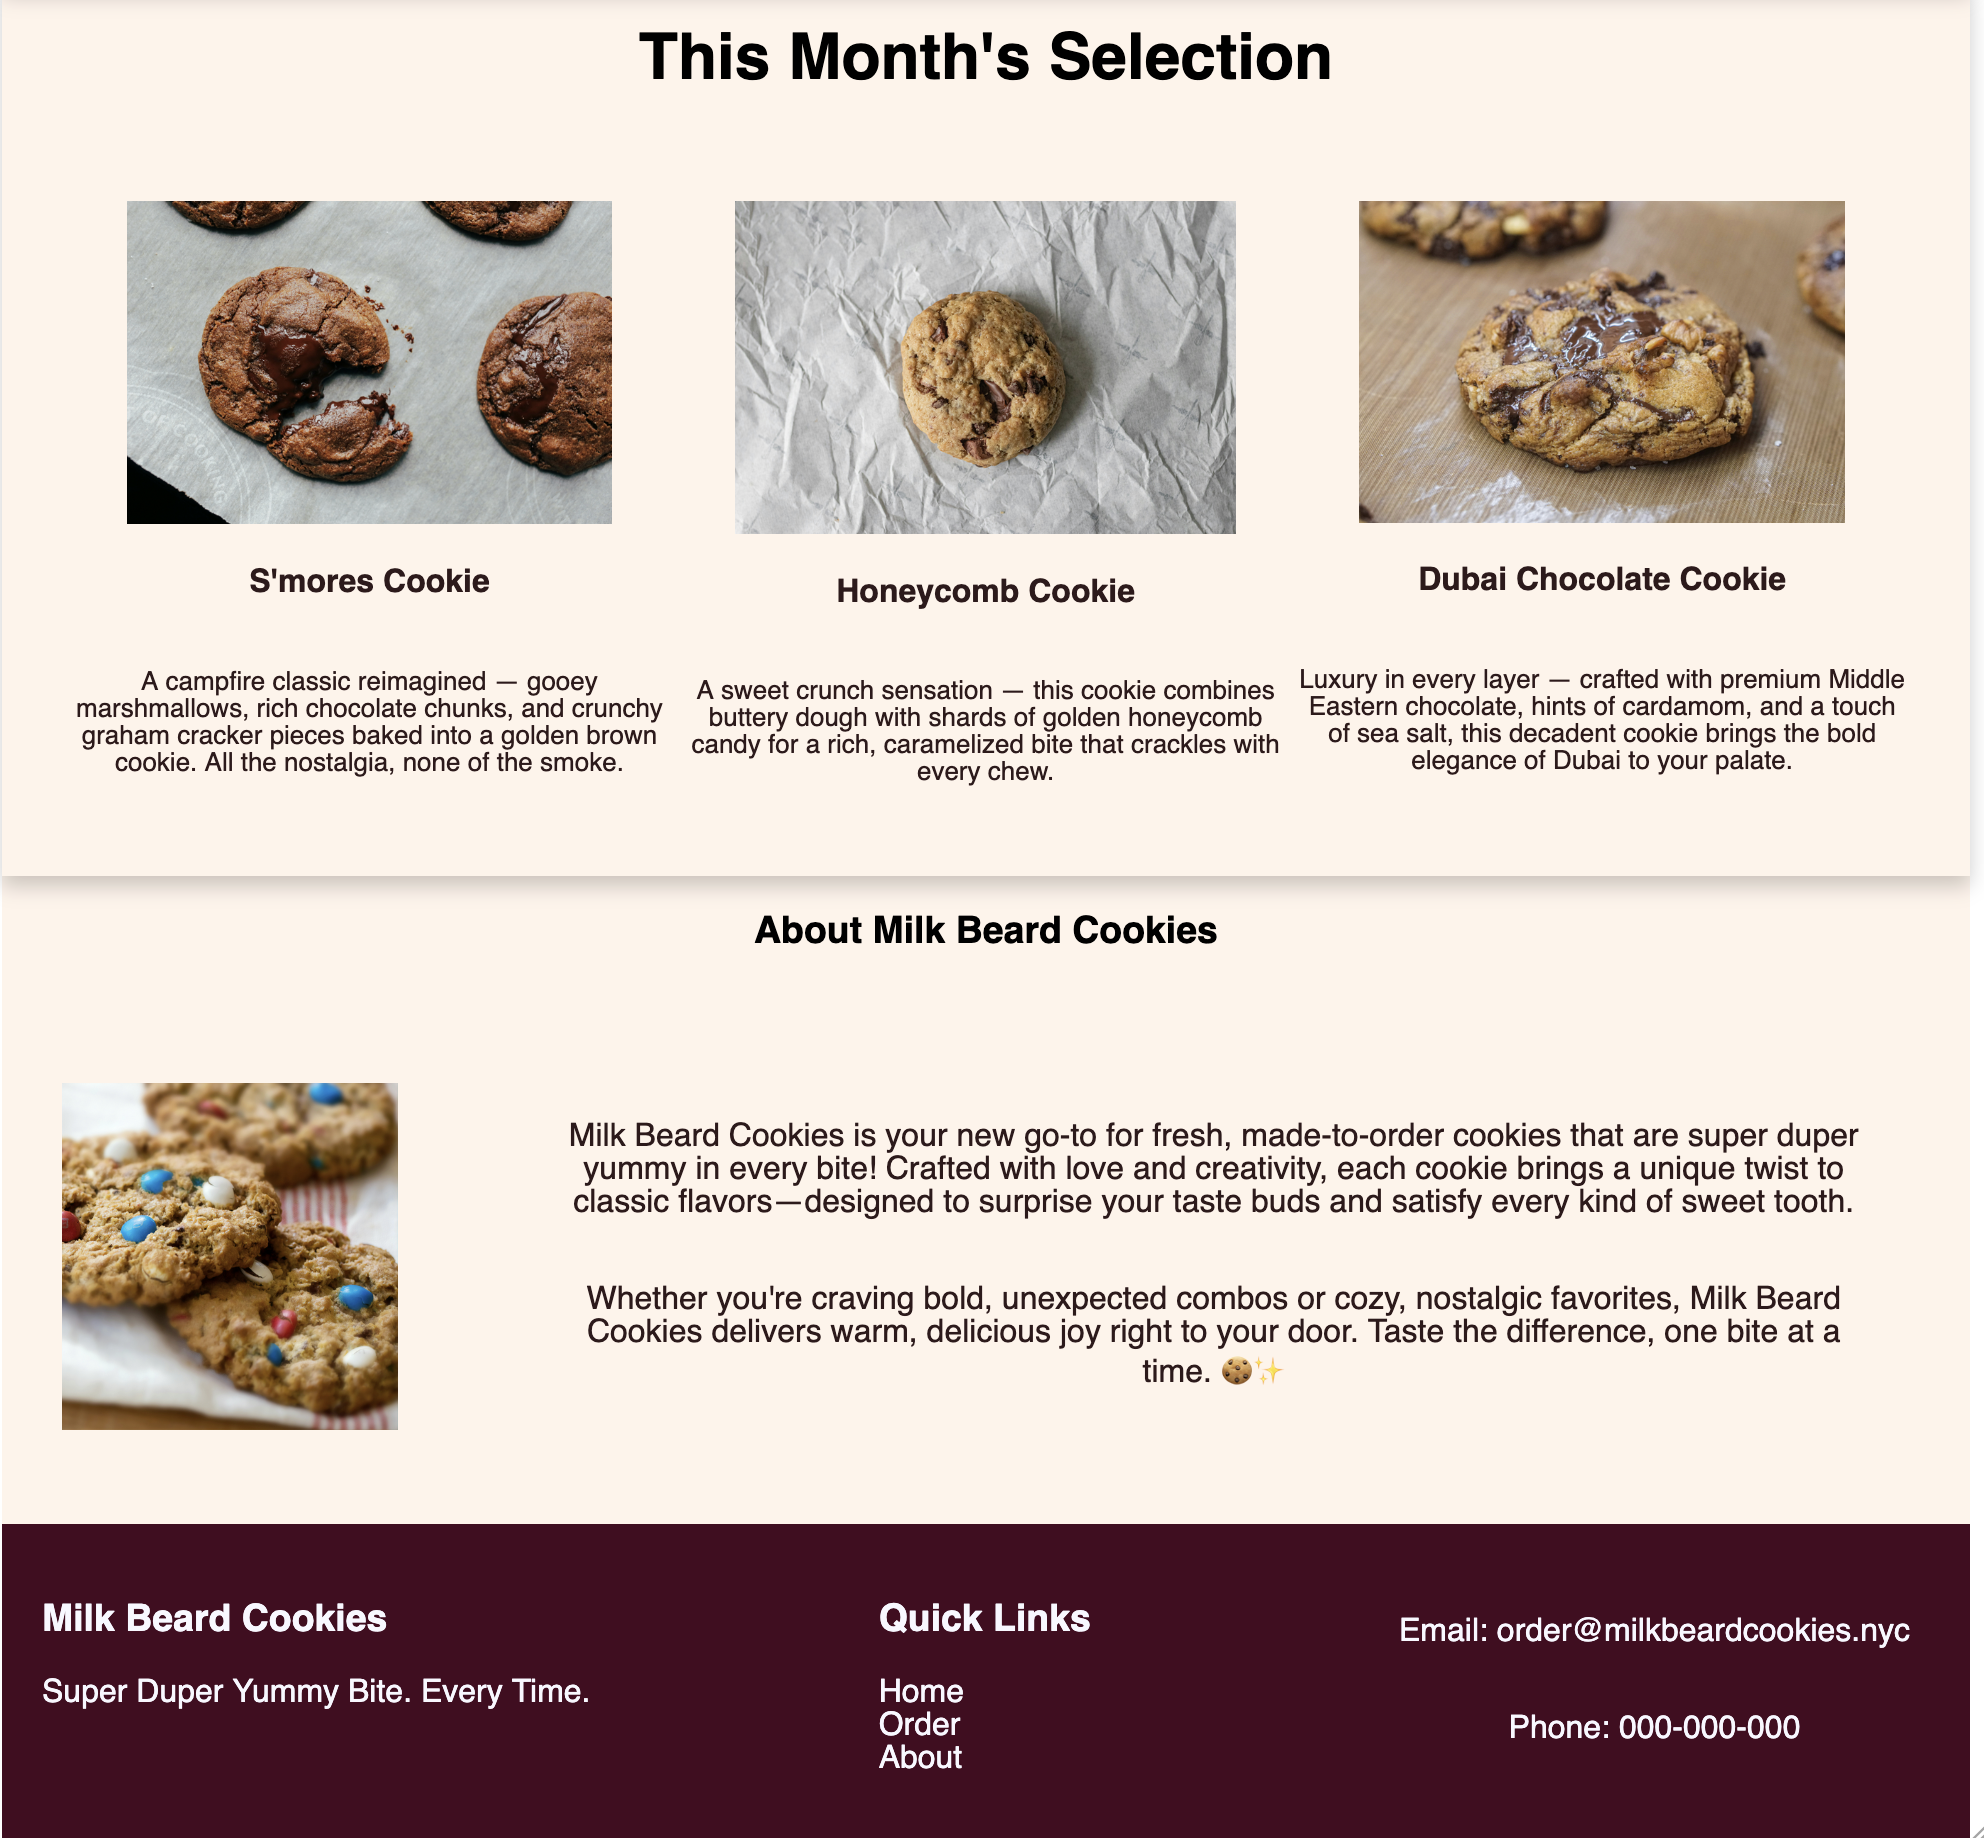 This Month's Selection
S'mores Cookie
A campfire classic reimagined — gooey
marshmallows, rich chocolate chunks, and crunchy
graham cracker pieces baked into a golden brown
cookie. All the nostalgia, none of the smoke.
Honeycomb Cookie
A sweet crunch sensation — this cookie combines
buttery dough with shards of golden honeycomb
candy for a rich, caramelized bite that crackles with
every chew.
Dubai Chocolate Cookie
Luxury in every layer — crafted with premium Middle
Eastern chocolate, hints of cardamom, and a touch
of sea salt, this decadent cookie brings the bold
elegance of Dubai to your palate.
About Milk Beard Cookies
Milk Beard Cookies is your new go-to for fresh, made-to-order cookies that are super duper
yummy in every bite! Crafted with love and creativity, each cookie brings a unique twist to
classic flavors—designed to surprise your taste buds and satisfy every kind of sweet tooth.
Whether you're craving bold, unexpected combos or cozy, nostalgic favorites, Milk Beard
Cookies delivers warm, delicious joy right to your door. Taste the difference, one bite at a
time. 🍪✨
Milk Beard Cookies
Super Duper Yummy Bite. Every Time.
Quick Links
Home
Order
About
Email: order@milkbeardcookies.nyc
Phone: 000-000-000